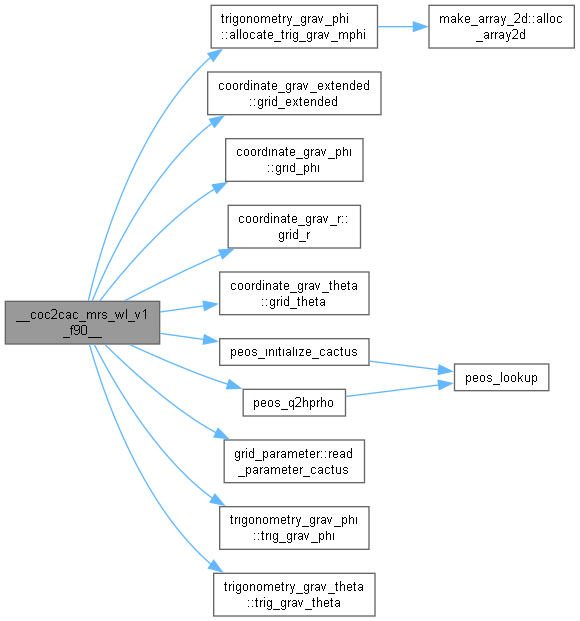 trigonometry_grav_phi
::allocate_trig_grav_mphi
make_array_2d::alloc
_array2d
coordinate_grav_extended
::grid_extended
coordinate_grav_phi
::grid_phi
coordinate_grav_r::
grid_r
coordinate_grav_theta
::grid_theta
__coc2cac_mrs_wl_v1
_f90__
peos_initialize_cactus
peos_lookup
peos_q2hprho
grid_parameter::read
_parameter_cactus
trigonometry_grav_phi
::trig_grav_phi
trigonometry_grav_theta
::trig_grav_theta